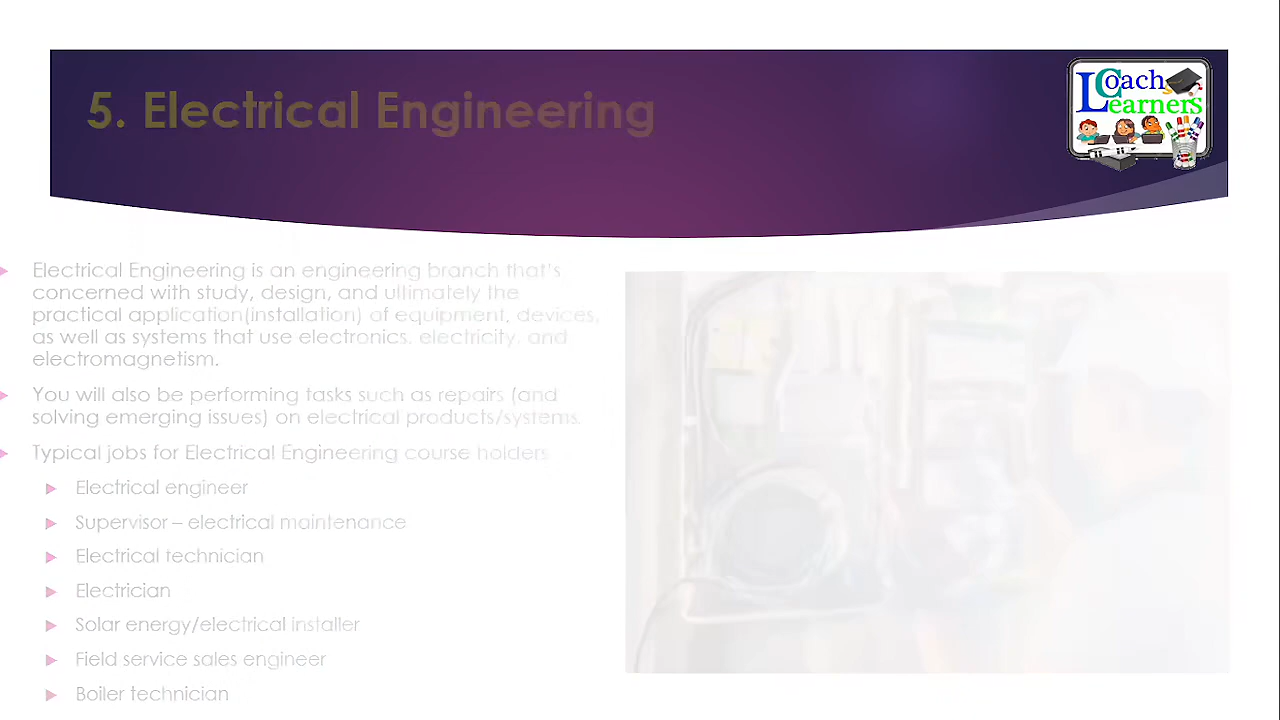 5. Electrical Engineering
Coach
Learners
Electrical Engineering is an engineering branch that's
concerned with study, design, and ultimately the
practical application(installation) of equipment, devices,
as well as systems that use electronics, electricity, and
electromagnetism.
You will also be performing tasks such as repairs (and
solving emerging issues) on electrical products/systems.
Typical jobs for Electrical Engineering course holders
Electrical engineer
Supervisor – electrical maintenance
Electrical technician
Electrician
Solar energy/electrical installer
Field service sales engineer
Boiler technician